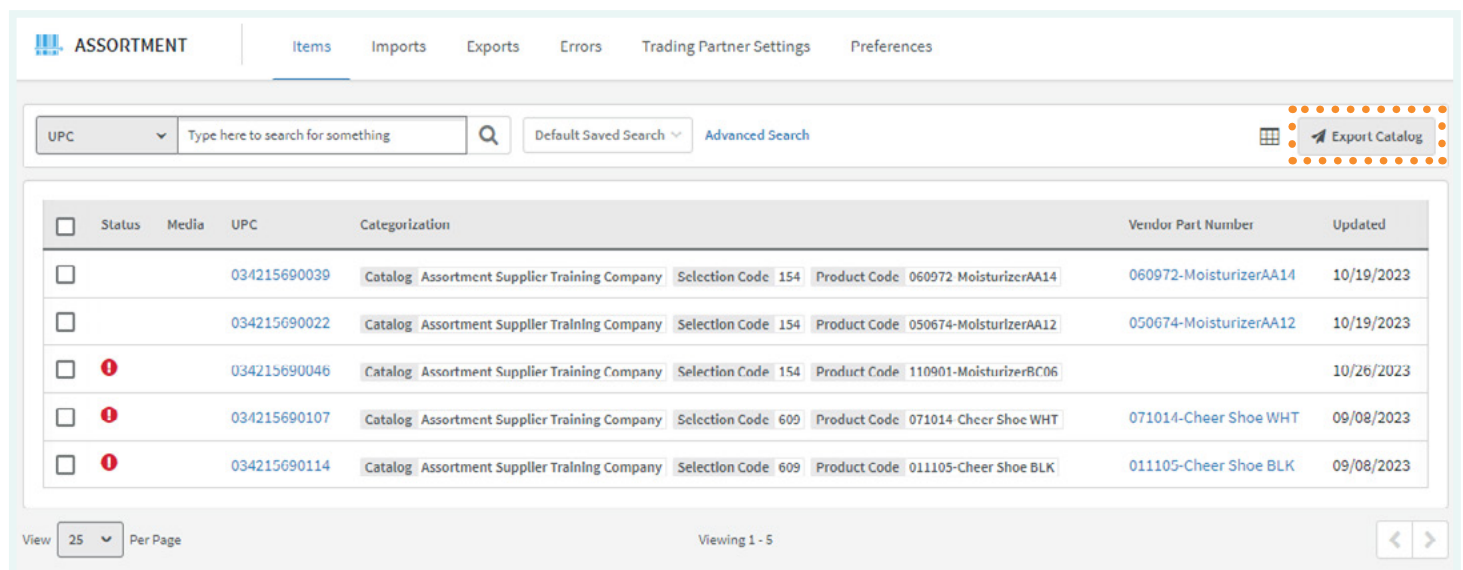 ASSORTMENT Items Imports Exports Errors Trading Partner Settings Preferences
UPC Type here to search for something Default Saved Search Advanced Search Export Catalog
Status Media UPC Categorization Vendor Part Number Updated
034215690039 Catalog Assortment Supplier Training Company Selection Code 154 Product Code 060972-MoisturizerAA14 060972-MoisturizerAA14 10/19/2023
034215690022 Catalog Assortment Supplier Training Company Selection Code 154 Product Code 050674-MoisturizerAA12 050674-MoisturizerAA12 10/19/2023
034215690046 Catalog Assortment Supplier Training Company Selection Code 154 Product Code 110901-MoisturizerBC06 10/26/2023
034215690107 Catalog Assortment Supplier Training Company Selection Code 609 Product Code 071014-Cheer Shoe WHT 071014-Cheer Shoe WHT 09/08/2023
034215690114 Catalog Assortment Supplier Training Company Selection Code 609 Product Code 011105-Cheer Shoe BLK 011105-Cheer Shoe BLK 09/08/2023
View 25 Per Page Viewing 1 - 5